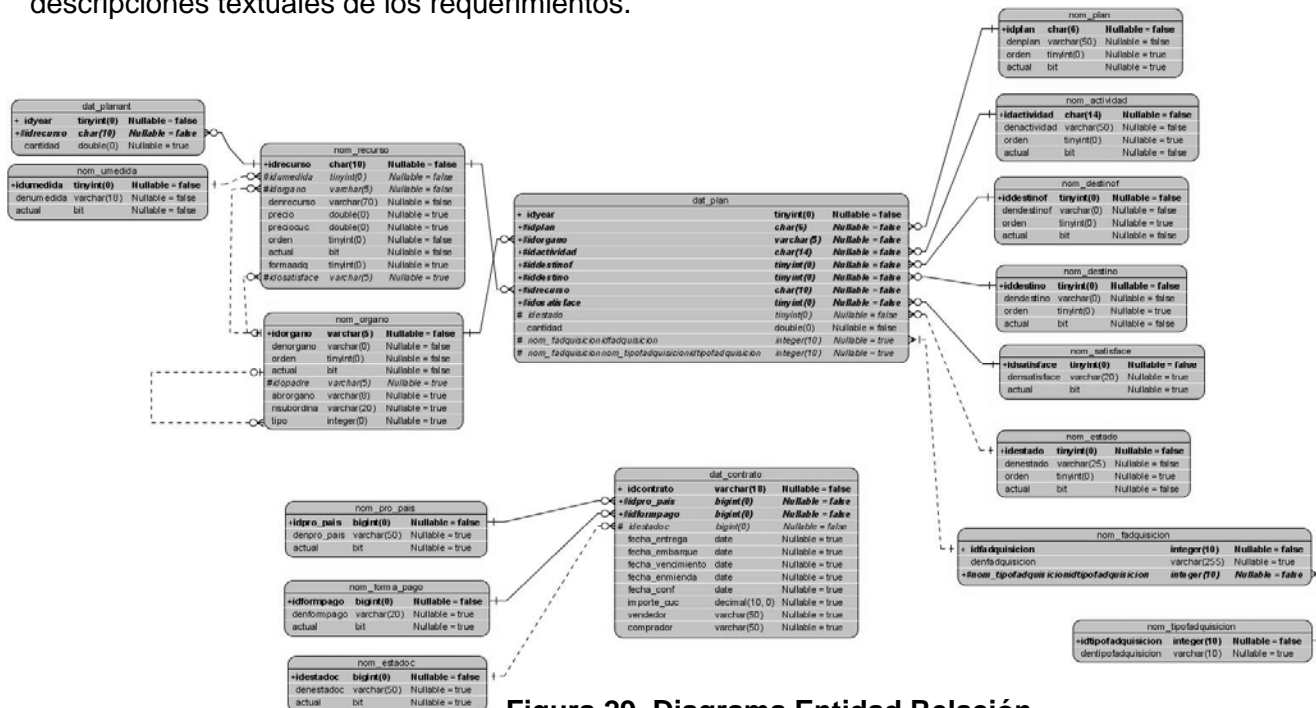 descripciones textuales de los requerimientos.
nom_plan
+idplan char(6) Nullable = false
denplan varchar(50) Nullable = false
orden tinyint(0) Nullable = true
actual bit Nullable = true
dat_planant
+ idyear tinyint(0) Nullable = false
+#idrecurso char(10) Nullable = false
cantidad double(0) Nullable = true
nom_umedida
+idumedida tinyint(0) Nullable = false
denumedida varchar(18) Nullable = false
actual bit Nullable = false
nom_recurso
+idrecurso char(10) Nullable = false
#idumedida tinyint(0) Nullable = false
#idorgano varchar(5) Nullable = false
denrecurso varchar(70) Nullable = false
precio double(0) Nullable = true
preciocuc double(0) Nullable = true
orden tinyint(0) Nullable = false
actual bit Nullable = false
formaadq tinyint(0) Nullable = true
#idosatisface varchar(5) Nullable = true
nom_organo
+idorgano varchar(5) Nullable = false
denorgano varchar(0) Nullable = false
orden tinyint(0) Nullable = false
actual bit Nullable = false
#idopadre varchar(5) Nullable = true
abrorgano varchar(8) Nullable = true
nsubordina varchar(20) Nullable = true
tipo integer(0) Nullable = true
dat_plan
+ idyear tinyint(0) Nullable = false
+#idplan char(6) Nullable = false
+#idorgano varchar(5) Nullable = false
+#idactividad char(14) Nullable = false
+#iddestinof tinyint(0) Nullable = false
+#iddestino tinyint(0) Nullable = false
+#idrecurso char(10) Nullable = false
+#idosatisface tinyint(0) Nullable = false
# idestado tinyint(0) Nullable = false
cantidad double(0) Nullable = false
# nom_fadquisicionidfadquisicion integer(10) Nullable = true
# nom_fadquisicionnom_tipofadquisicionidtipofadquisicion integer(10) Nullable = true
nom_actividad
+idactividad char(14) Nullable = false
denactividad varchar(50) Nullable = false
orden tinyint(0) Nullable = true
actual bit Nullable = false
nom_destinof
+iddestinof tinyint(0) Nullable = false
dendestinof varchar(0) Nullable = false
orden tinyint(0) Nullable = true
actual bit Nullable = false
nom_destino
+iddestino tinyint(0) Nullable = false
dendestino varchar(0) Nullable = false
orden tinyint(0) Nullable = true
actual bit Nullable = false
nom_satisface
+idsatisface tinyint(0) Nullable = false
densatisface varchar(20) Nullable = true
actual bit Nullable = true
nom_estado
+idestado tinyint(0) Nullable = false
denestado varchar(25) Nullable = false
orden tinyint(0) Nullable = true
actual bit Nullable = false
nom_fadquisicion
+ idfadquisicion integer(10) Nullable = false
denfadquisicion varchar(255) Nullable = true
+#nom_tipofadquisicionidtipofadquisicion integer(10) Nullable = false
nom_tipofadquisicion
+idtipofadquisicion integer(10) Nullable = false
dentipofadquisicion varchar(10) Nullable = true
dat_contrato
+ idcontrato varchar(18) Nullable = false
+#idpro_pais bigint(0) Nullable = false
+#idformpago bigint(0) Nullable = false
# idestadoc bigint(0) Nullable = false
fecha_entrega date Nullable = true
fecha_embarque date Nullable = true
fecha_vencimiento date Nullable = true
fecha_enmienda date Nullable = true
fecha_conf date Nullable = true
importe_cuc decimal(10, 0) Nullable = true
vendedor varchar(50) Nullable = true
comprador varchar(50) Nullable = true
nom_pro_pais
+idpro_pais bigint(0) Nullable = false
denpro_pais varchar(50) Nullable = true
actual bit Nullable = true
nom_forma_pago
+idformpago bigint(0) Nullable = false
denformpago varchar(20) Nullable = true
actual bit Nullable = true
nom_estadoc
+idestadoc bigint(0) Nullable = false
denestadoc varchar(50) Nullable = true
actual bit Nullable = true